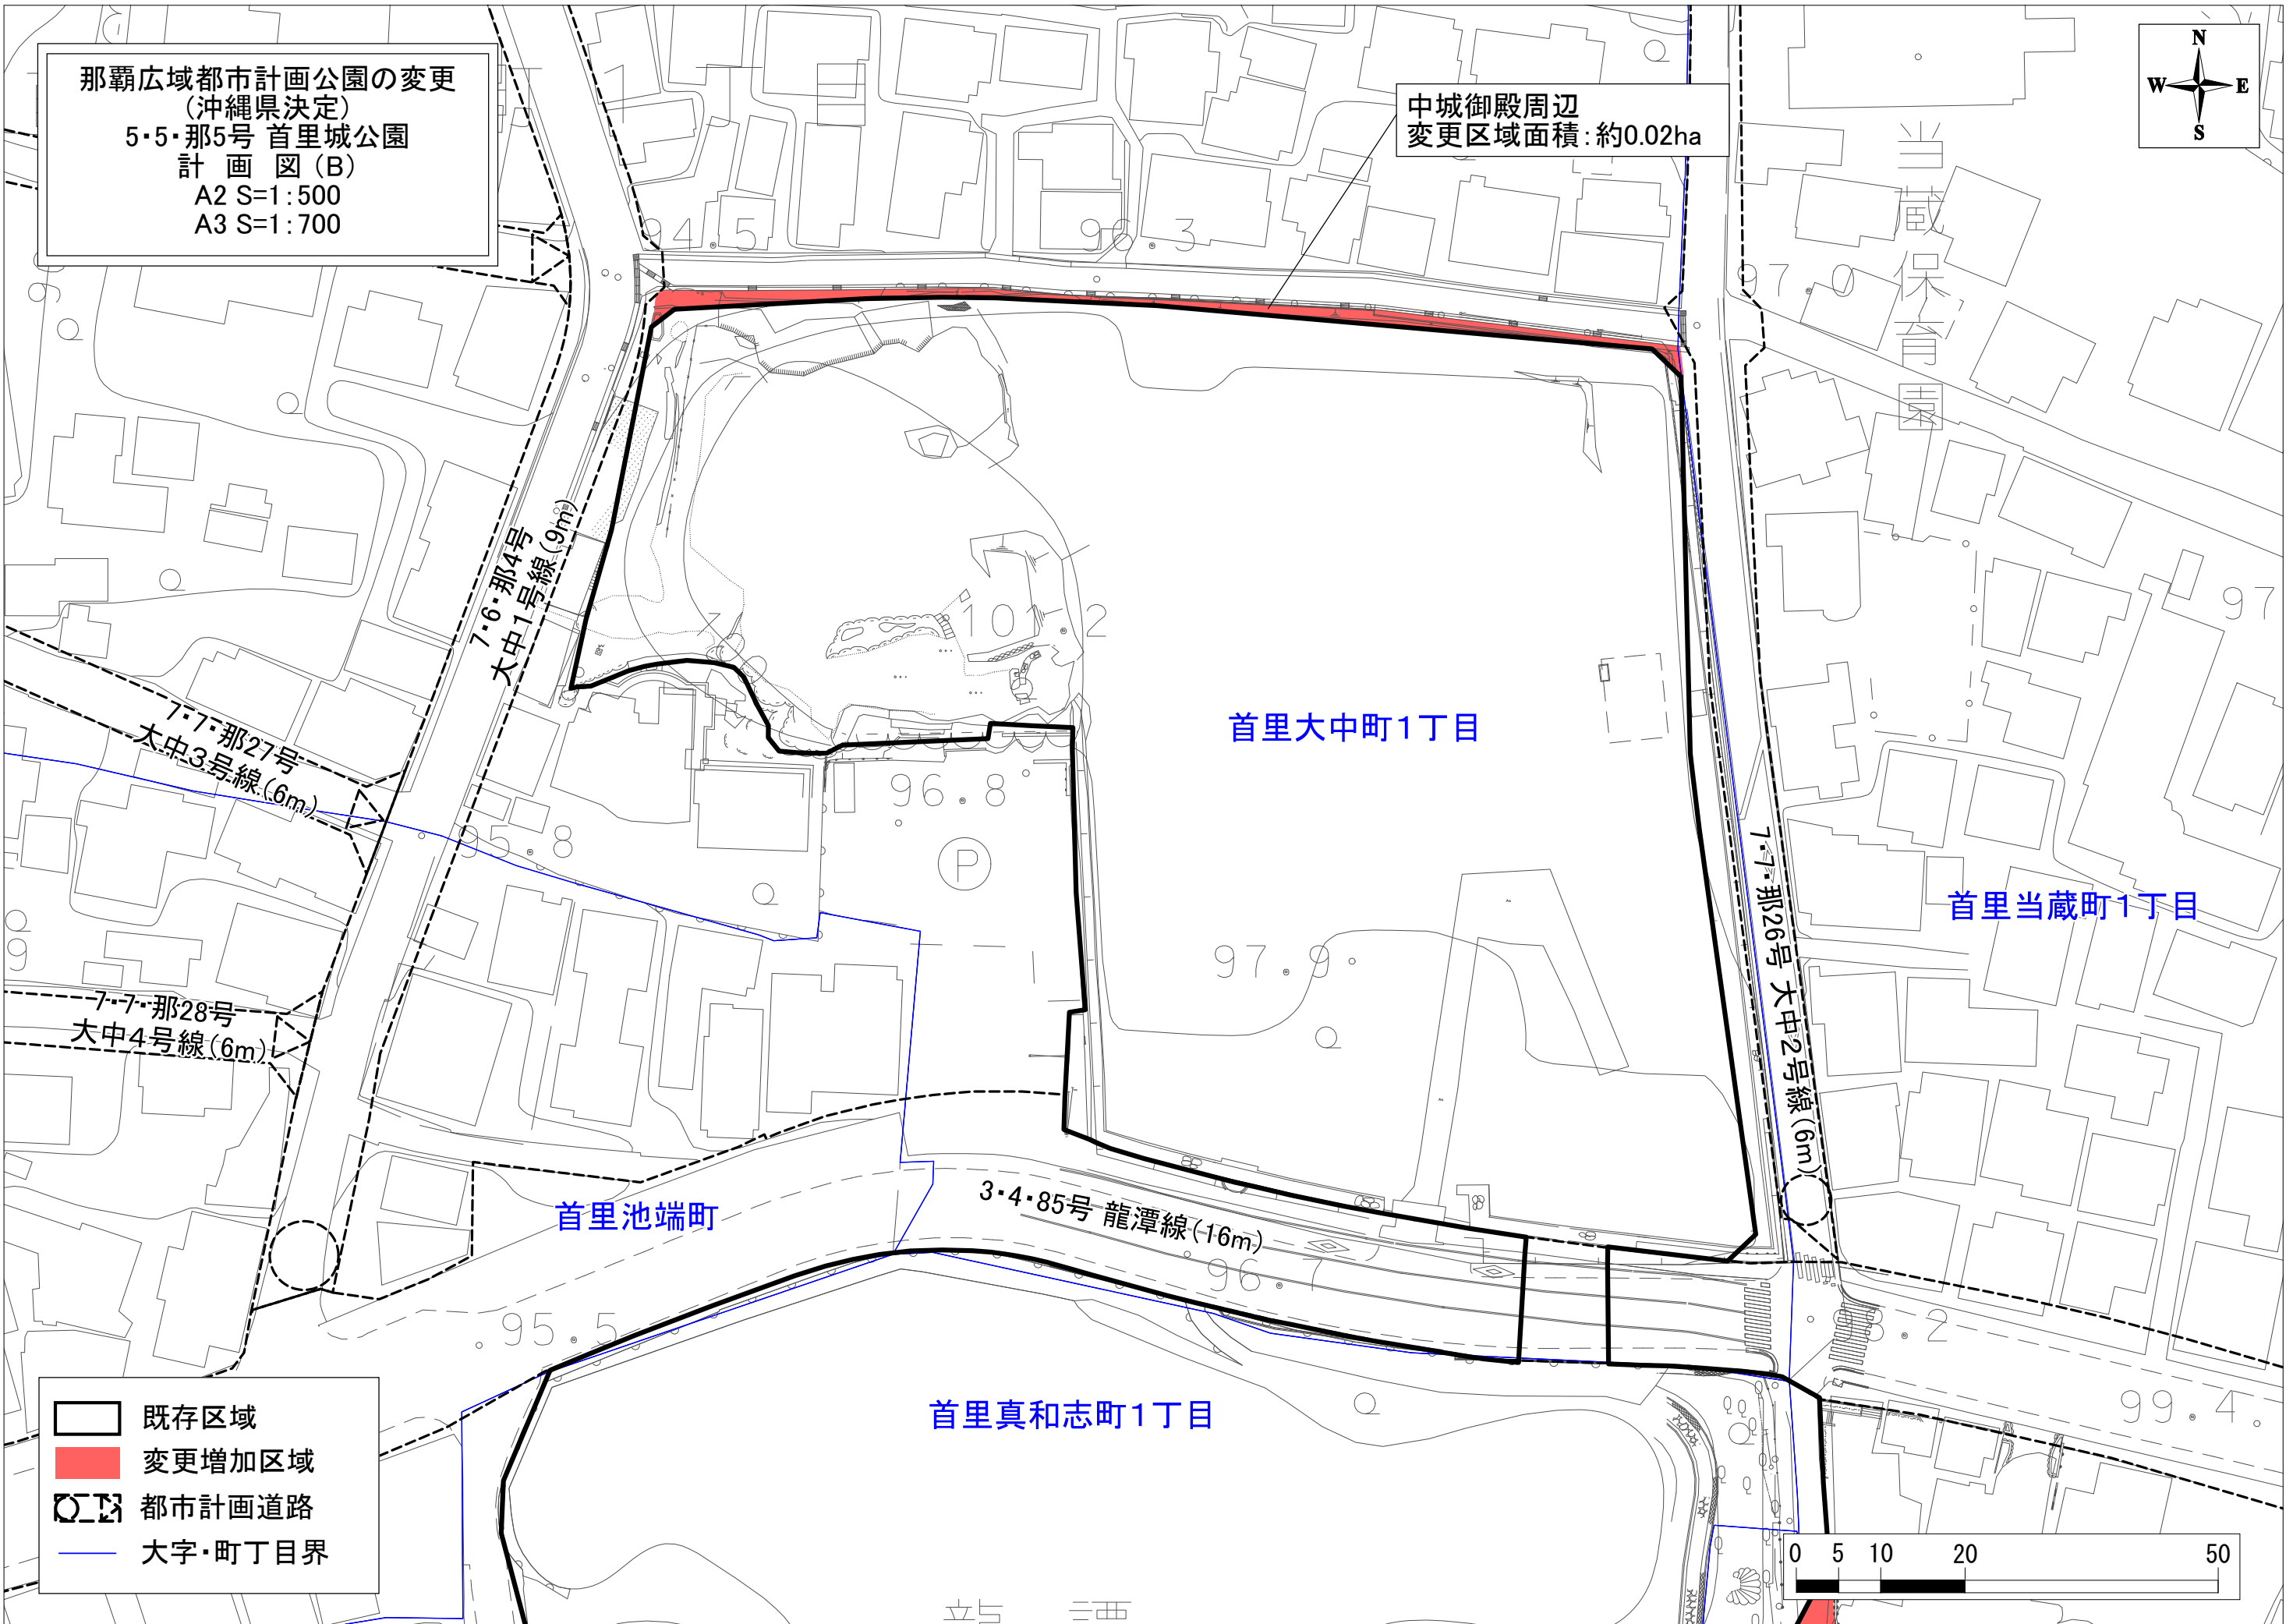 那覇広域都市計画公園の変更
(沖縄県決定)
5・5・那5号 首里城公園
計 画 図 (B)
A2 S=1:500
A3 S=1:700
中城御殿周辺
変更区域面積:約0.02ha
N
W E
S
94.5
96.3
97.0
当蔵保育園
7・6・那4号
大中1号線(9m)
101.2
97
首里大中町1丁目
7・7・那27号
大中3号線(6m)
95.8
96.8
P
首里当蔵町1丁目
97.9
7・7・那26号 大中2号線(6m)
7・7・那28号
大中4号線(6m)
首里池端町
3・4・85号 龍潭線(16m)
96.7
95.5
98.2
99.4
首里真和志町1丁目
既存区域
変更増加区域
都市計画道路
大字・町丁目界
0 5 10 20 50
龍潭